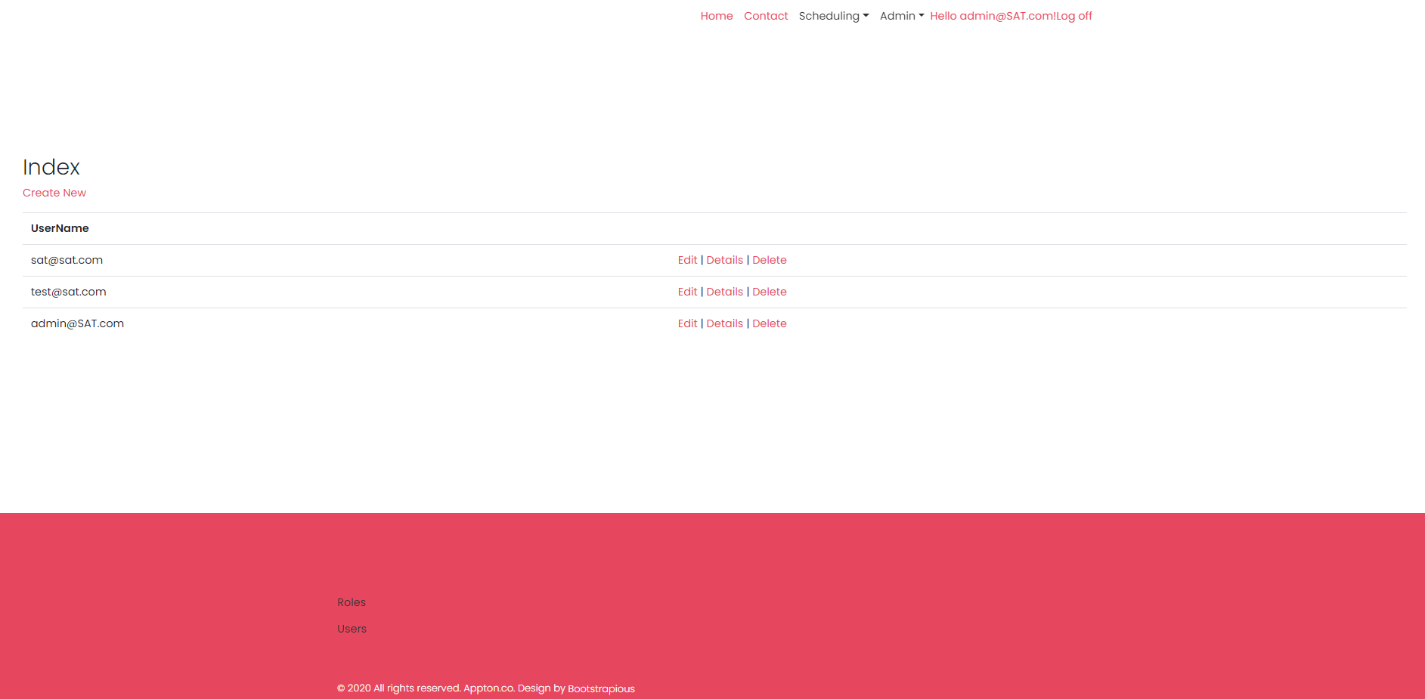 Home Contact Scheduling Admin Hello admin@SAT.com!Log off
Index
Create New
UserName
sat@sat.com Edit | Details | Delete
test@sat.com Edit | Details | Delete
admin@SAT.com Edit | Details | Delete
Roles
Users
© 2020 All rights reserved. Appton.co. Design by Bootstrapious